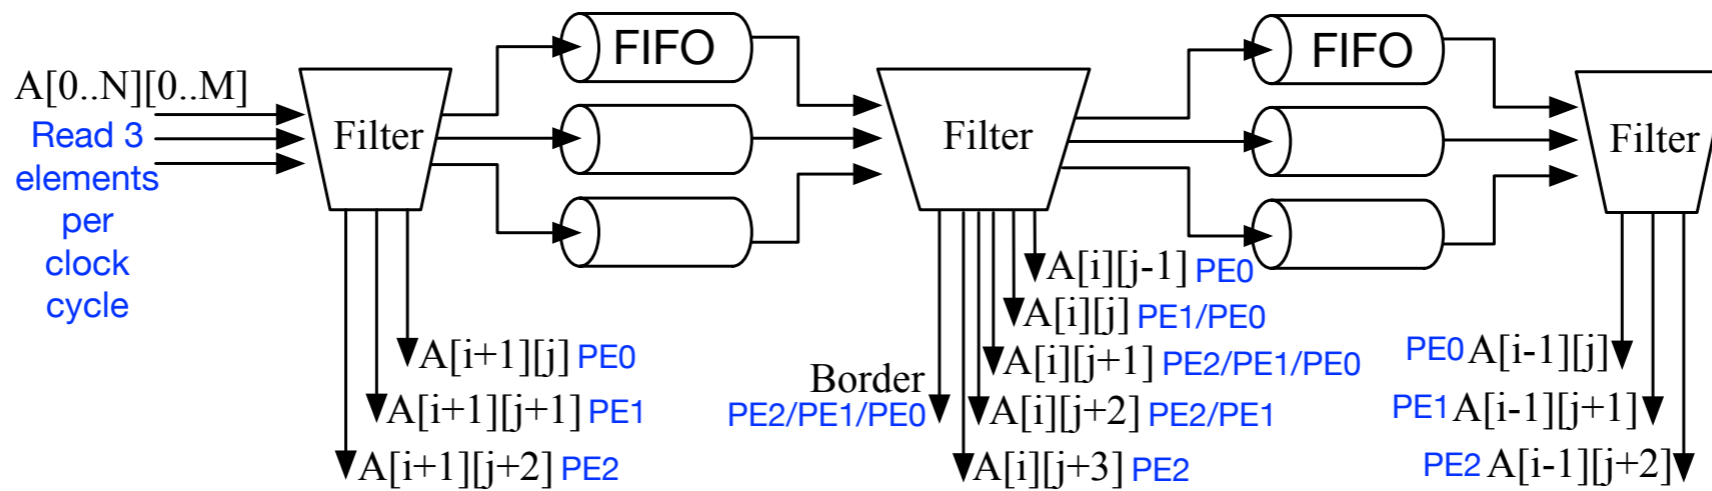 A[0..N][0..M]
Read 3
elements
per
clock
cycle
Filter
FIFO
Filter
FIFO
Filter
A[i+1][j] PE0
A[i+1][j+1] PE1
A[i+1][j+2] PE2
Border
PE2/PE1/PE0
A[i][j-1] PE0
A[i][j] PE1/PE0
A[i][j+1] PE2/PE1/PE0
A[i][j+2] PE2/PE1
A[i][j+3] PE2
PE0 A[i-1][j]
PE1 A[i-1][j+1]
PE2 A[i-1][j+2]